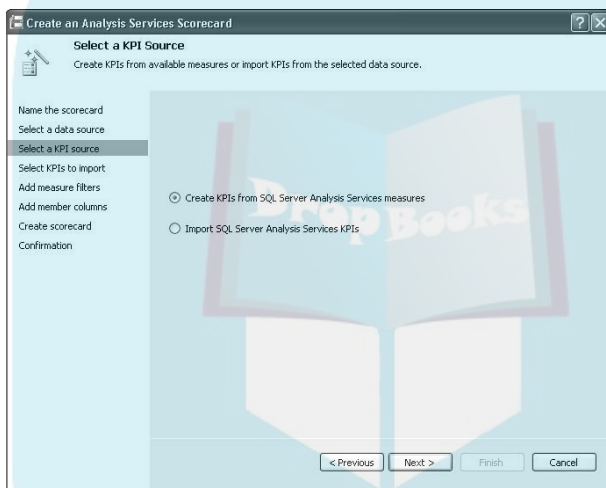 Create an Analysis Services Scorecard
Select a KPI Source
Create KPIs from available measures or import KPIs from the selected data source.
Name the scorecard
Select a data source
Select a KPI source
Select KPIs to import
Add measure filters
Add member columns
Create scorecard
Confirmation
Create KPIs from SQL Server Analysis Services measures
Import SQL Server Analysis Services KPIs
DropBooks
< Previous
Next >
Finish
Cancel